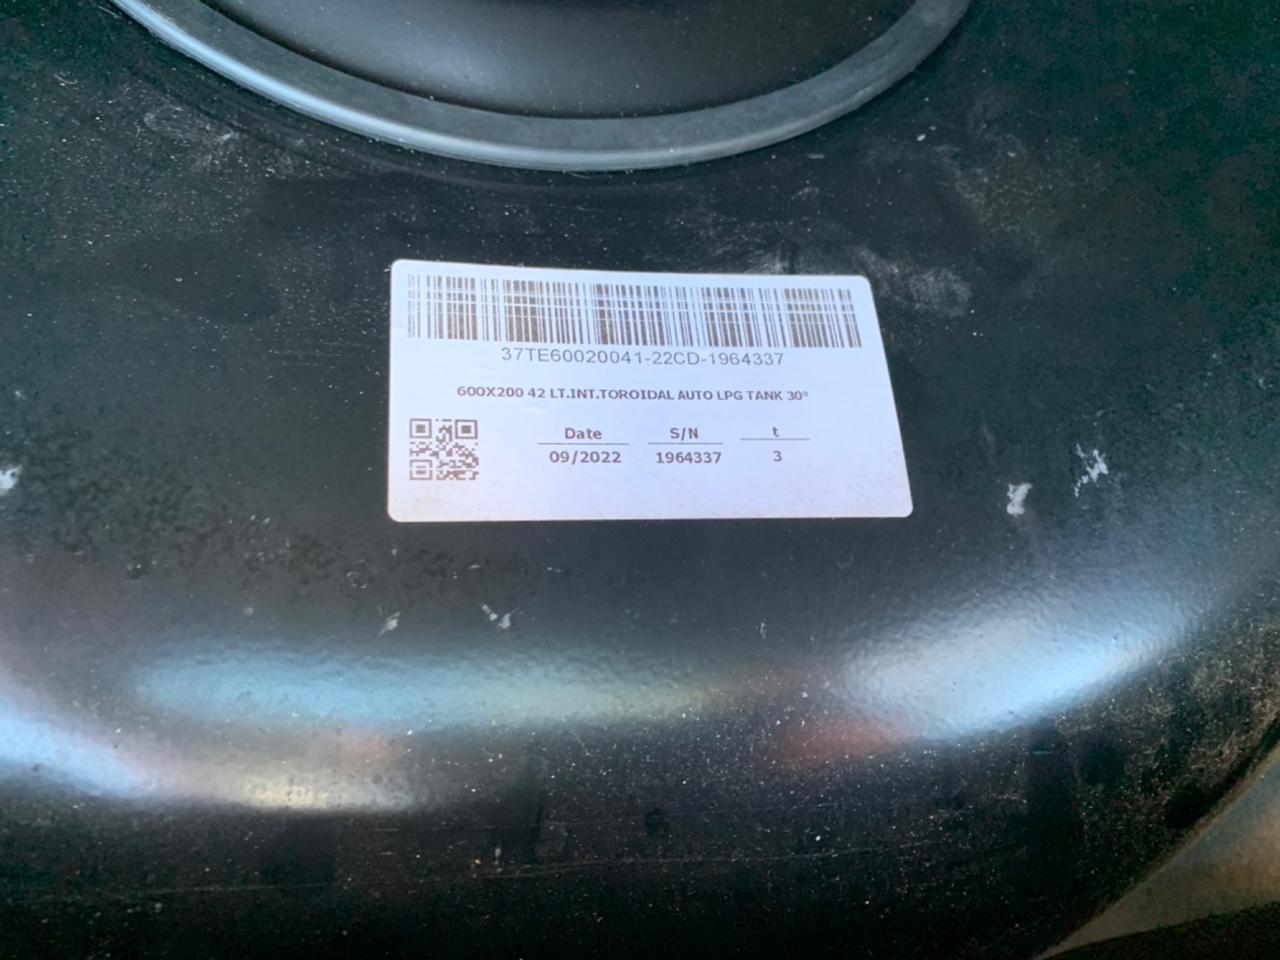 37TE60020041-22CD-1964337
600X200 42 LT.INT.TOROIDAL AUTO LPG TANK 30°
Date S/N t
09/2022 1964337 3